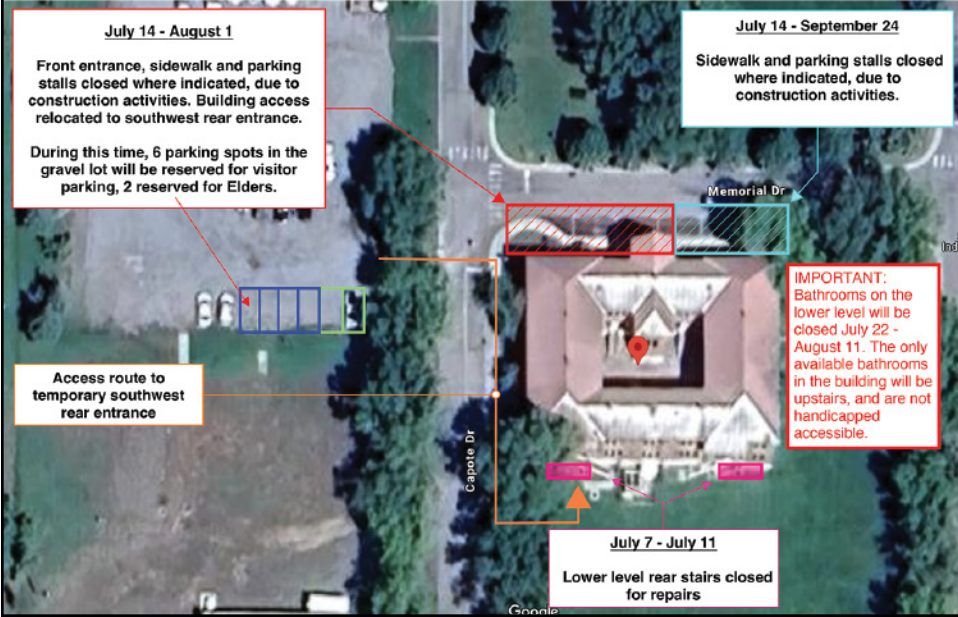 July 14 - August 1
Front entrance, sidewalk and parking
stalls closed where indicated, due to
construction activities. Building access
relocated to southwest rear entrance.
During this time, 6 parking spots in the
gravel lot will be reserved for visitor
parking, 2 reserved for Elders.
July 14 - September 24
Sidewalk and parking stalls closed
where indicated, due to
construction activities.
Memorial Dr
Ind
IMPORTANT:
Bathrooms on the
lower level will be
closed July 22 -
August 11. The only
available bathrooms
in the building will be
upstairs, and are not
handicapped
accessible.
Access route to
temporary southwest
rear entrance
Capote Dr
July 7 - July 11
Lower level rear stairs closed
for repairs
Google